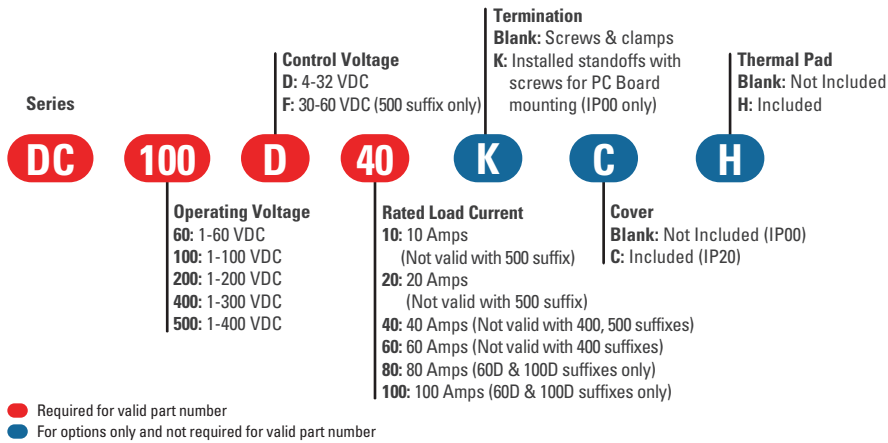 Termination
Blank: Screws & clamps
K: Installed standoffs with
screws for PC Board
mounting (IP00 only)
Control Voltage
D: 4-32 VDC
F: 30-60 VDC (500 suffix only)
Thermal Pad
Blank: Not Included
H: Included
Series
DC 100 D 40 K C H
Operating Voltage
60: 1-60 VDC
100: 1-100 VDC
200: 1-200 VDC
400: 1-300 VDC
500: 1-400 VDC
Rated Load Current
10: 10 Amps
(Not valid with 500 suffix)
20: 20 Amps
(Not valid with 500 suffix)
40: 40 Amps (Not valid with 400, 500 suffixes)
60: 60 Amps (Not valid with 400 suffixes)
80: 80 Amps (60D & 100D suffixes only)
100: 100 Amps (60D & 100D suffixes only)
Cover
Blank: Not Included (IP00)
C: Included (IP20)
Required for valid part number
For options only and not required for valid part number